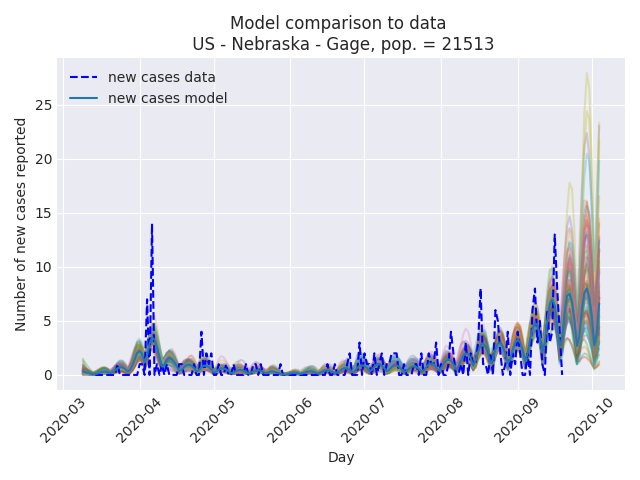 Model comparison to data
US - Nebraska - Gage, pop. = 21513
new cases data
new cases model
Number of new cases reported
25
20
15
10
5
0
2020-03
2020-04
2020-05
2020-06
2020-07
2020-08
2020-09
2020-10
Day